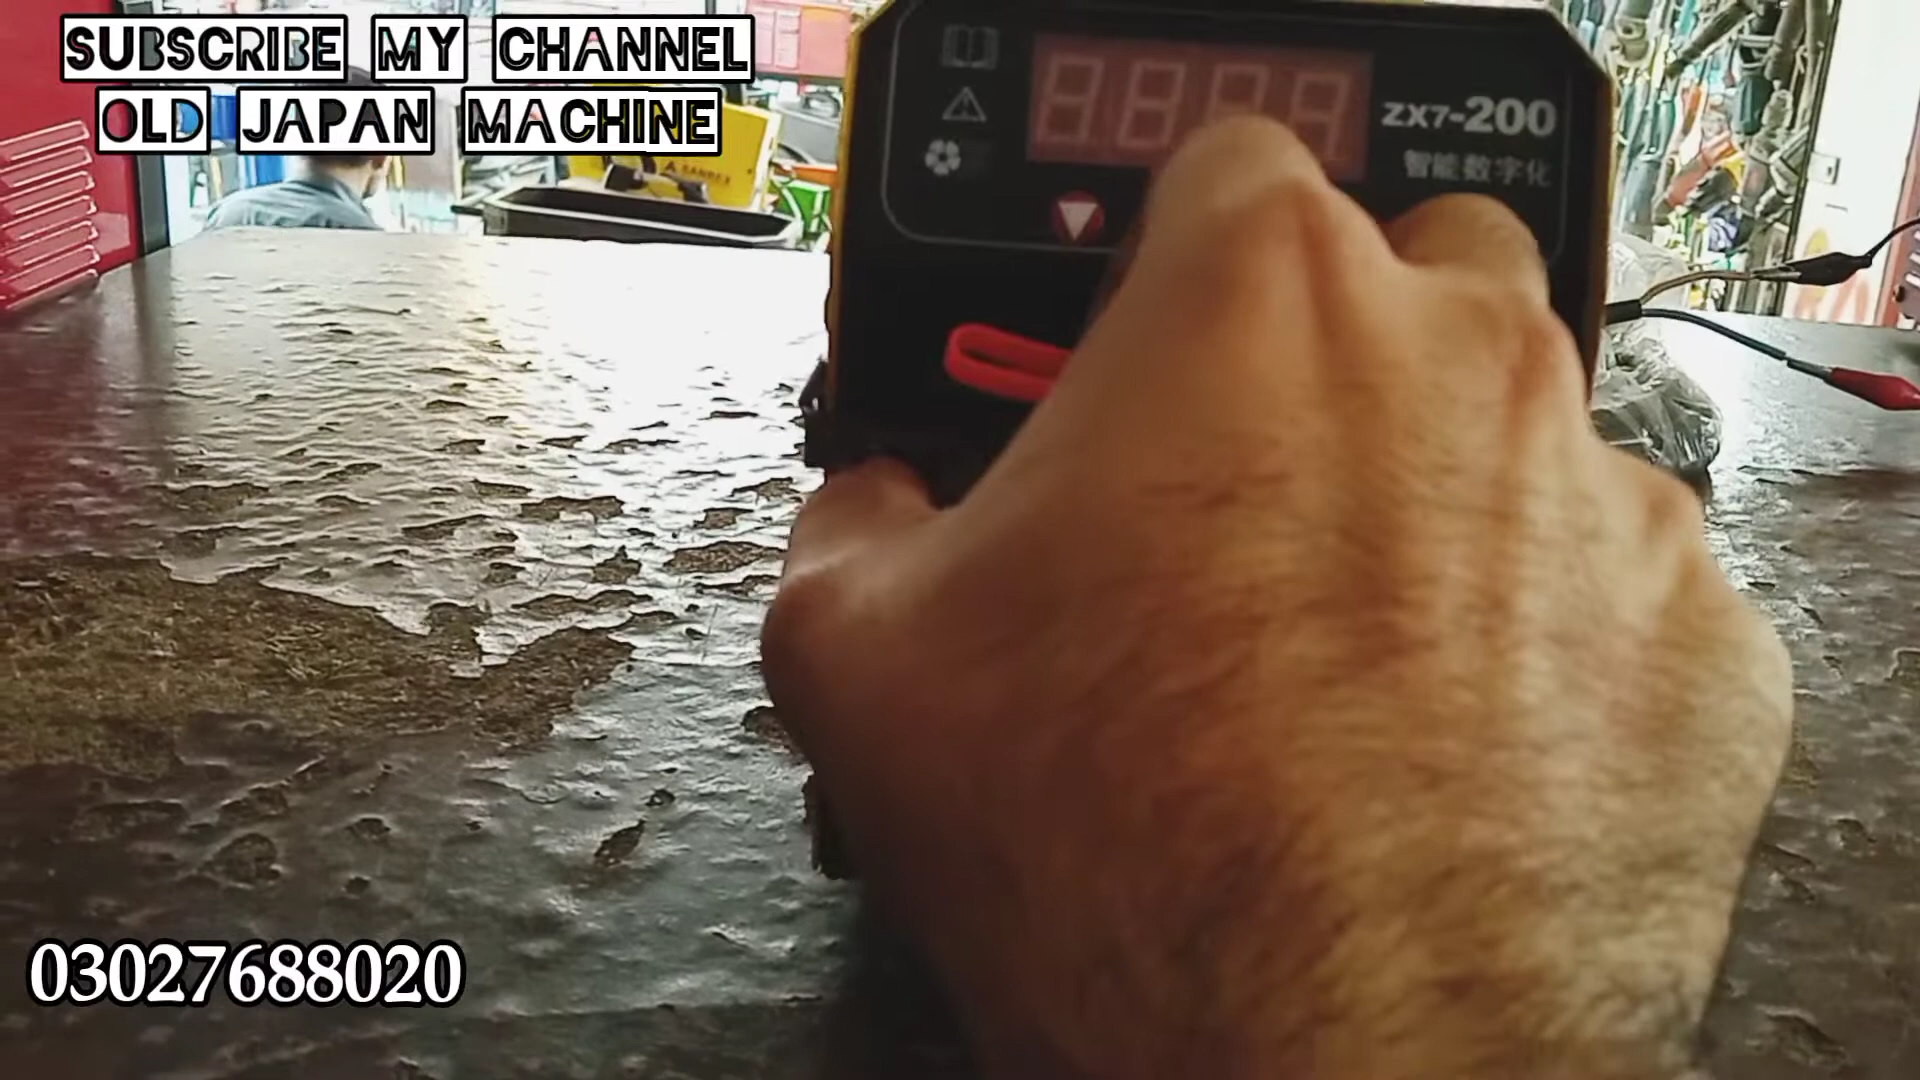 SUBSCRIBE MY CHANNEL
OLD JAPAN MACHINE
ZX7-200
智能数字化
03027688020